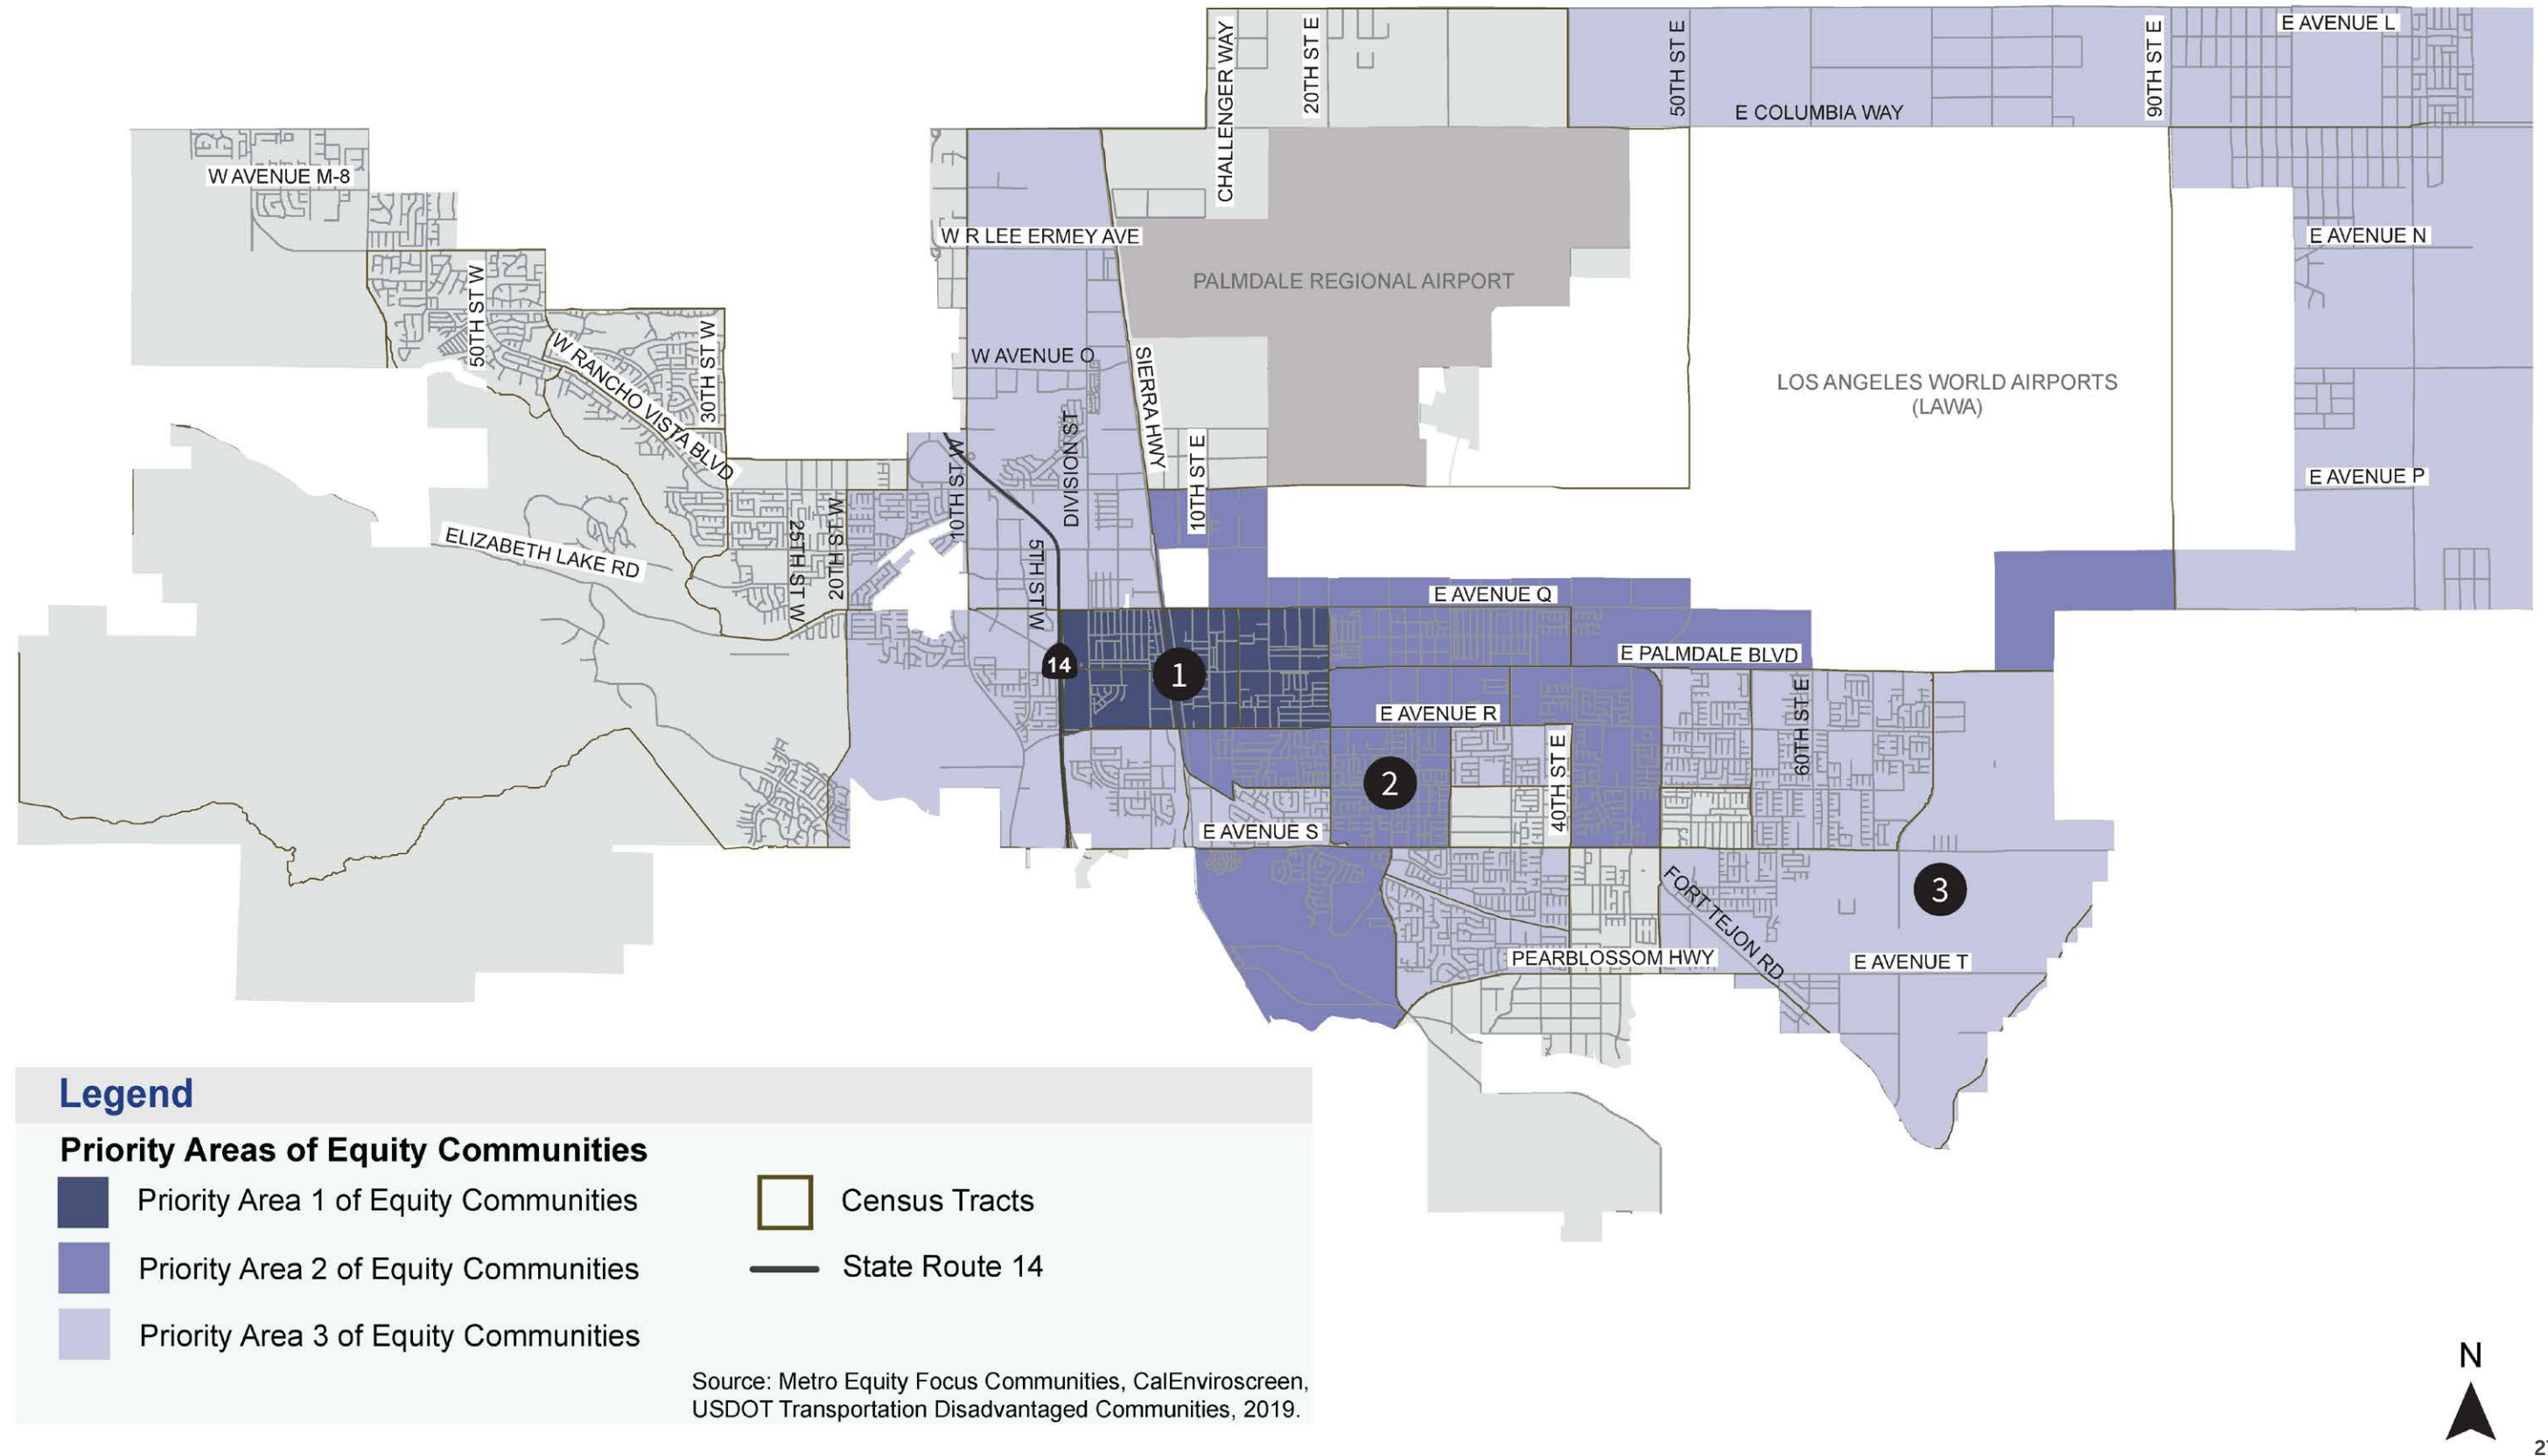 E AVENUE L
CHALLENGER WAY
20TH ST E
50TH ST E
90TH ST E
E COLUMBIA WAY
W AVENUE M-8
W R LEE ERMEY AVE
E AVENUE N
PALMDALE REGIONAL AIRPORT
50TH ST W
W RANCHO VISTA BLVD
30TH ST W
W AVENUE O
SIERRA HWY
LOS ANGELES WORLD AIRPORTS
(LAWA)
DIVISION ST
10TH ST W
10TH ST E
E AVENUE P
ELIZABETH LAKE RD
25TH ST W
20TH ST W
5TH ST W
E AVENUE Q
E PALMDALE BLVD
14
1
E AVENUE R
60TH ST E
40TH ST E
2
E AVENUE S
FORT TEJON RD
3
PEARBLOSSOM HWY
E AVENUE T
Legend
Priority Areas of Equity Communities
Priority Area 1 of Equity Communities
Priority Area 2 of Equity Communities
Priority Area 3 of Equity Communities
Census Tracts
State Route 14
Source: Metro Equity Focus Communities, CalEnviroscreen,
USDOT Transportation Disadvantaged Communities, 2019.
N